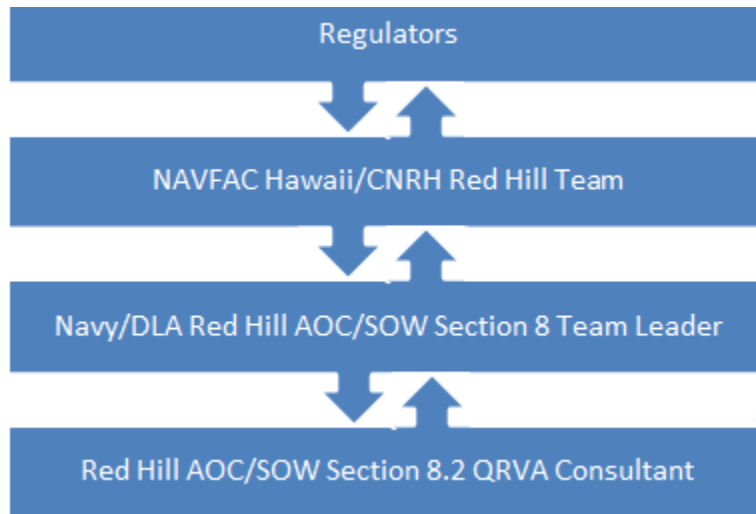 Regulators
NAVFAC Hawaii/CNRH Red Hill Team
Navy/DLA Red Hill AOC/SOW Section 8 Team Leader
Red Hill AOC/SOW Section 8.2 QRVA Consultant